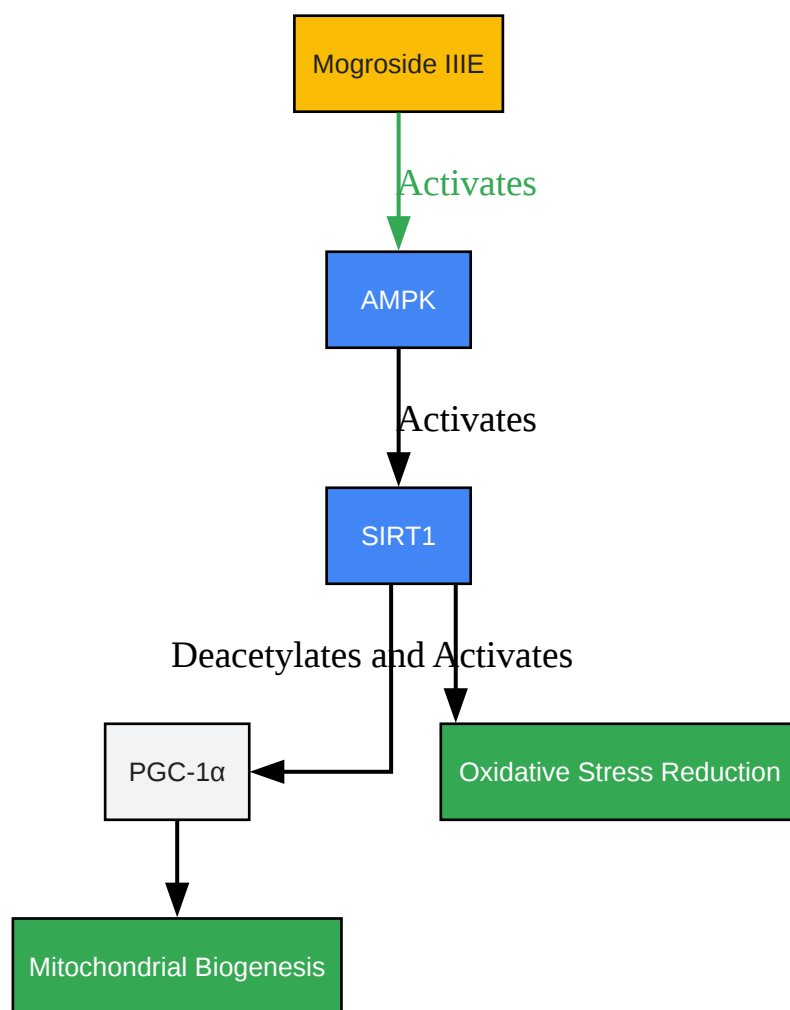 Mogroside IIIE
Activates
AMPK
Activates
SIRT1
Deacetylates and Activates
PGC-1α
Oxidative Stress Reduction
Mitochondrial Biogenesis